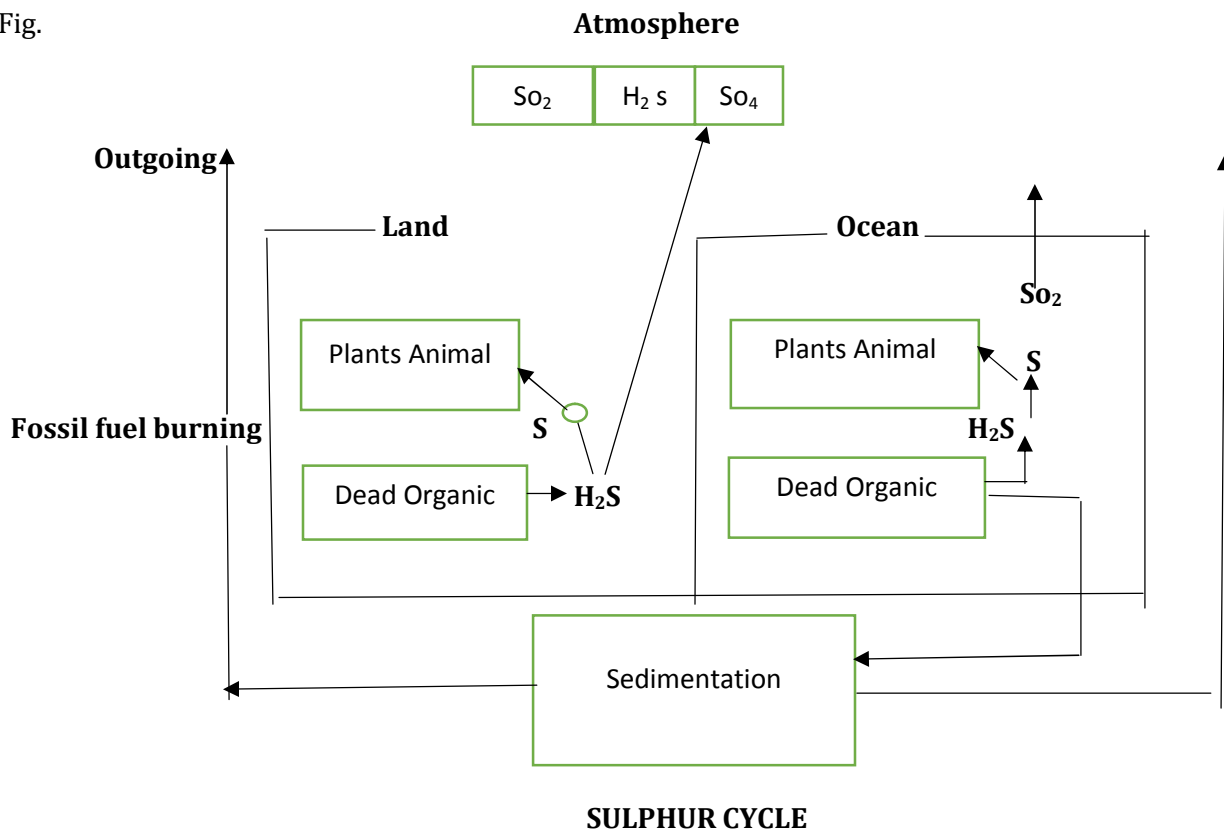 Fig.
Atmosphere
So₂ H₂ s So₄
Outgoing
Land
Ocean
So₂
Plants Animal
Plants Animal
S
S
Fossil fuel burning
H₂S
Dead Organic
H₂S
Dead Organic
Sedimentation
SULPHUR CYCLE